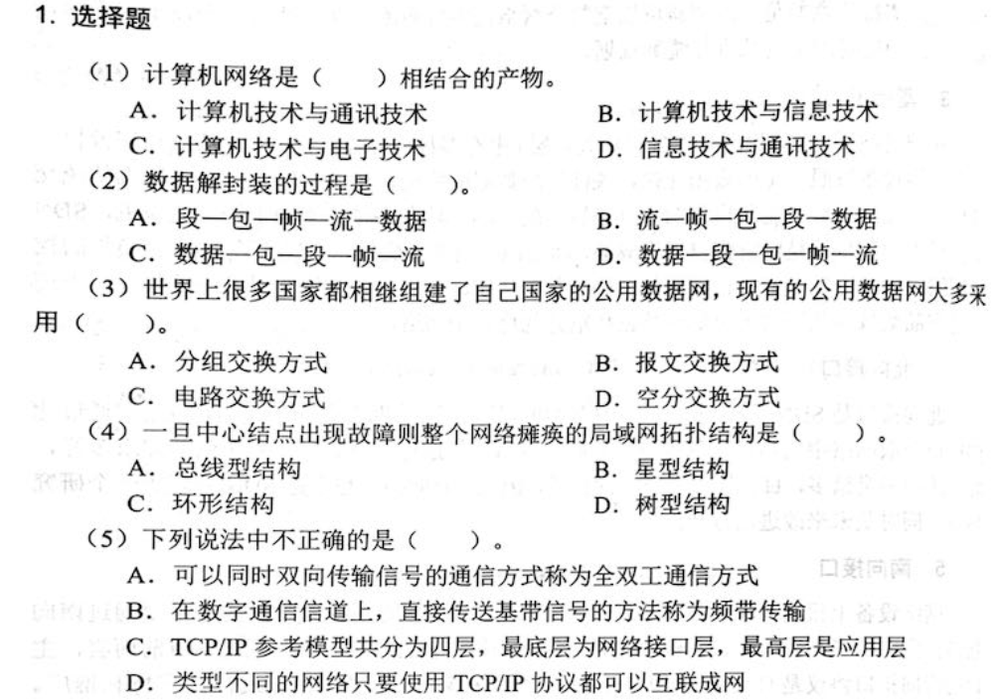 1. 选择题
（1）计算机网络是（　　）相结合的产物。
A．计算机技术与通讯技术　　B．计算机技术与信息技术
C．计算机技术与电子技术　　D．信息技术与通讯技术
（2）数据解封装的过程是（　　）。
A．段—包—帧—流—数据　　B．流—帧—包—段—数据
C．数据—包—段—帧—流　　D．数据—段—包—帧—流
（3）世界上很多国家都相继组建了自己国家的公用数据网，现有的公用数据网大多采
用（　　）。
A．分组交换方式　　B．报文交换方式
C．电路交换方式　　D．空分交换方式
（4）一旦中心结点出现故障则整个网络瘫痪的局域网拓扑结构是（　　）。
A．总线型结构　　B．星型结构
C．环形结构　　D．树型结构
（5）下列说法中不正确的是（　　）。
A．可以同时双向传输信号的通信方式称为全双工通信方式
B．在数字通信信道上，直接传送基带信号的方法称为频带传输
C．TCP/IP 参考模型共分为四层，最底层为网络接口层，最高层是应用层
D．类型不同的网络只要使用 TCP/IP 协议都可以互联成网